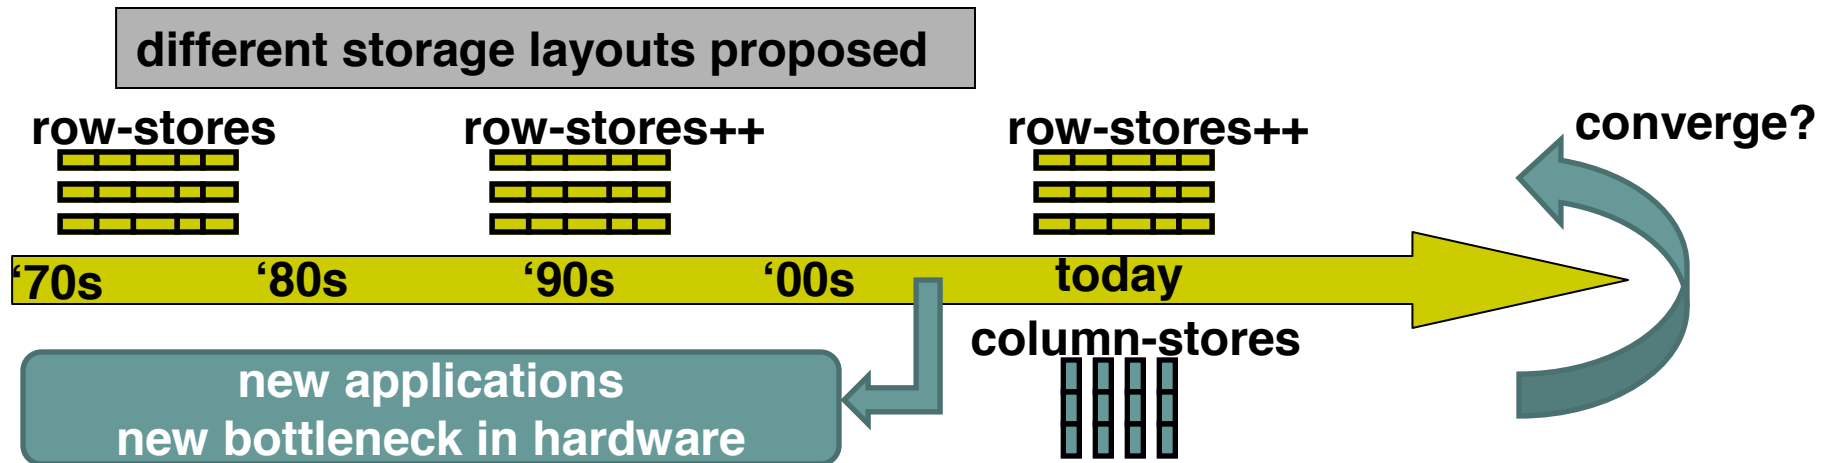 different storage layouts proposed
row-stores
row-stores++
row-stores++
converge?
‘70s
‘80s
‘90s
‘00s
today
column-stores
new applications
new bottleneck in hardware